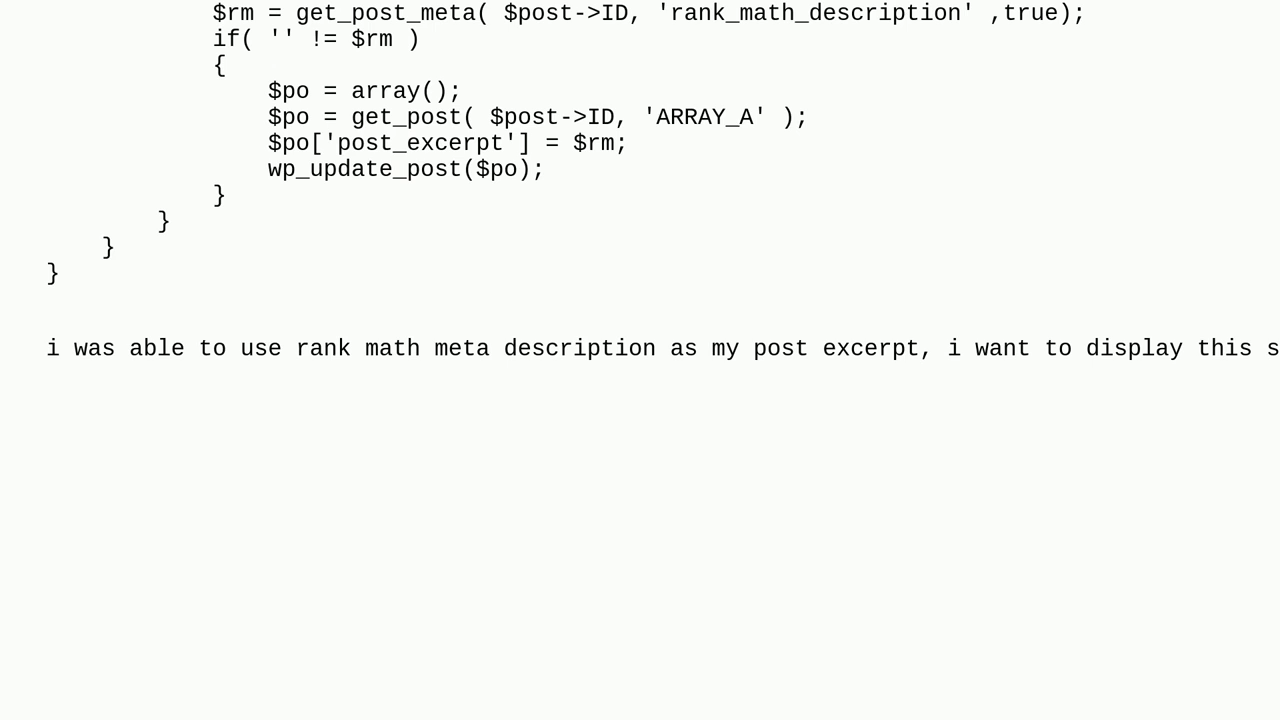 $rm = get_post_meta( $post->ID, 'rank_math_description' ,true);
if( '' != $rm )
{
$po = array();
$po = get_post( $post->ID, 'ARRAY_A' );
$po['post_excerpt'] = $rm;
wp_update_post($po);
}
}
}
}
i was able to use rank math meta description as my post excerpt, i want to display this s